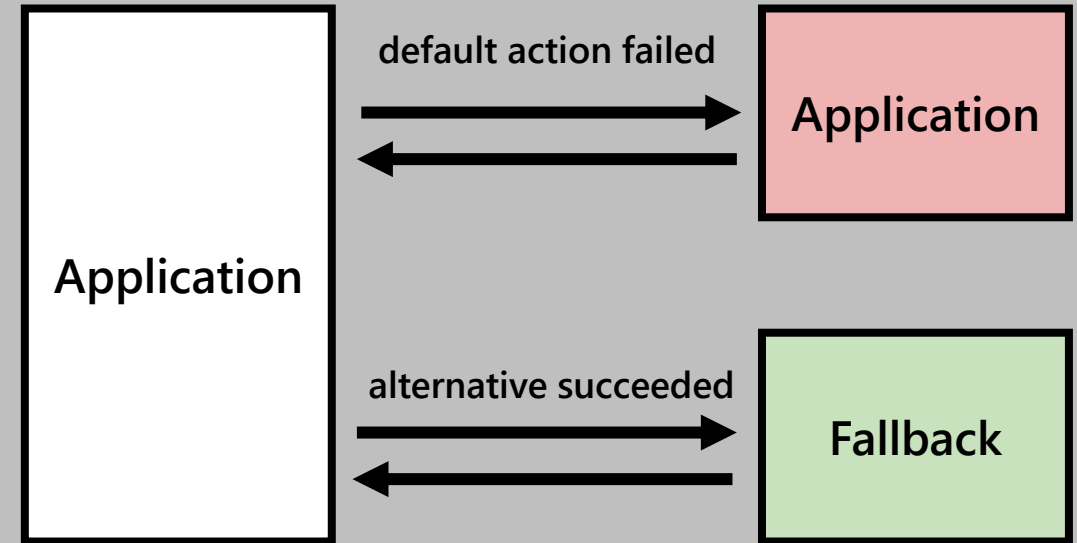 default action failed
Application
Application
alternative succeeded
Fallback